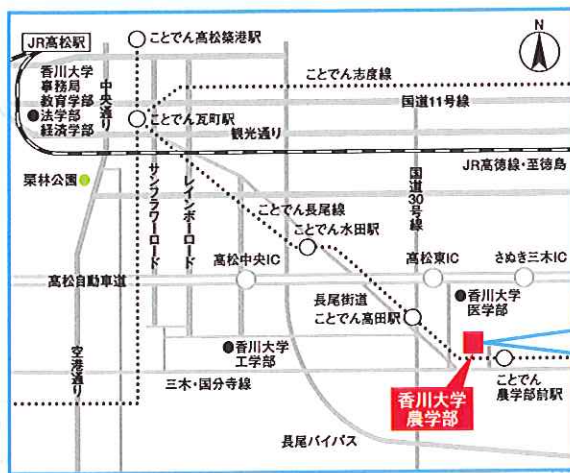 N
JR高松駅
ことでん高松築港駅
香川大学
事務局
教育学部
法学部
経済学部
中央通り
ことでん志度線
国道11号線
ことでん瓦町駅
観光通り
JR高徳線・至徳島
栗林公園
サンフラワーロード
レインボーロード
ことでん長尾線
国道30号線
ことでん水田駅
高松自動車道
高松中央IC
高松東IC
さぬき三木IC
香川大学
医学部
長尾街道
ことでん高田駅
香川大学
工学部
空港通り
三木・国分寺線
香川大学
農学部
ことでん
農学部前駅
長尾バイパス